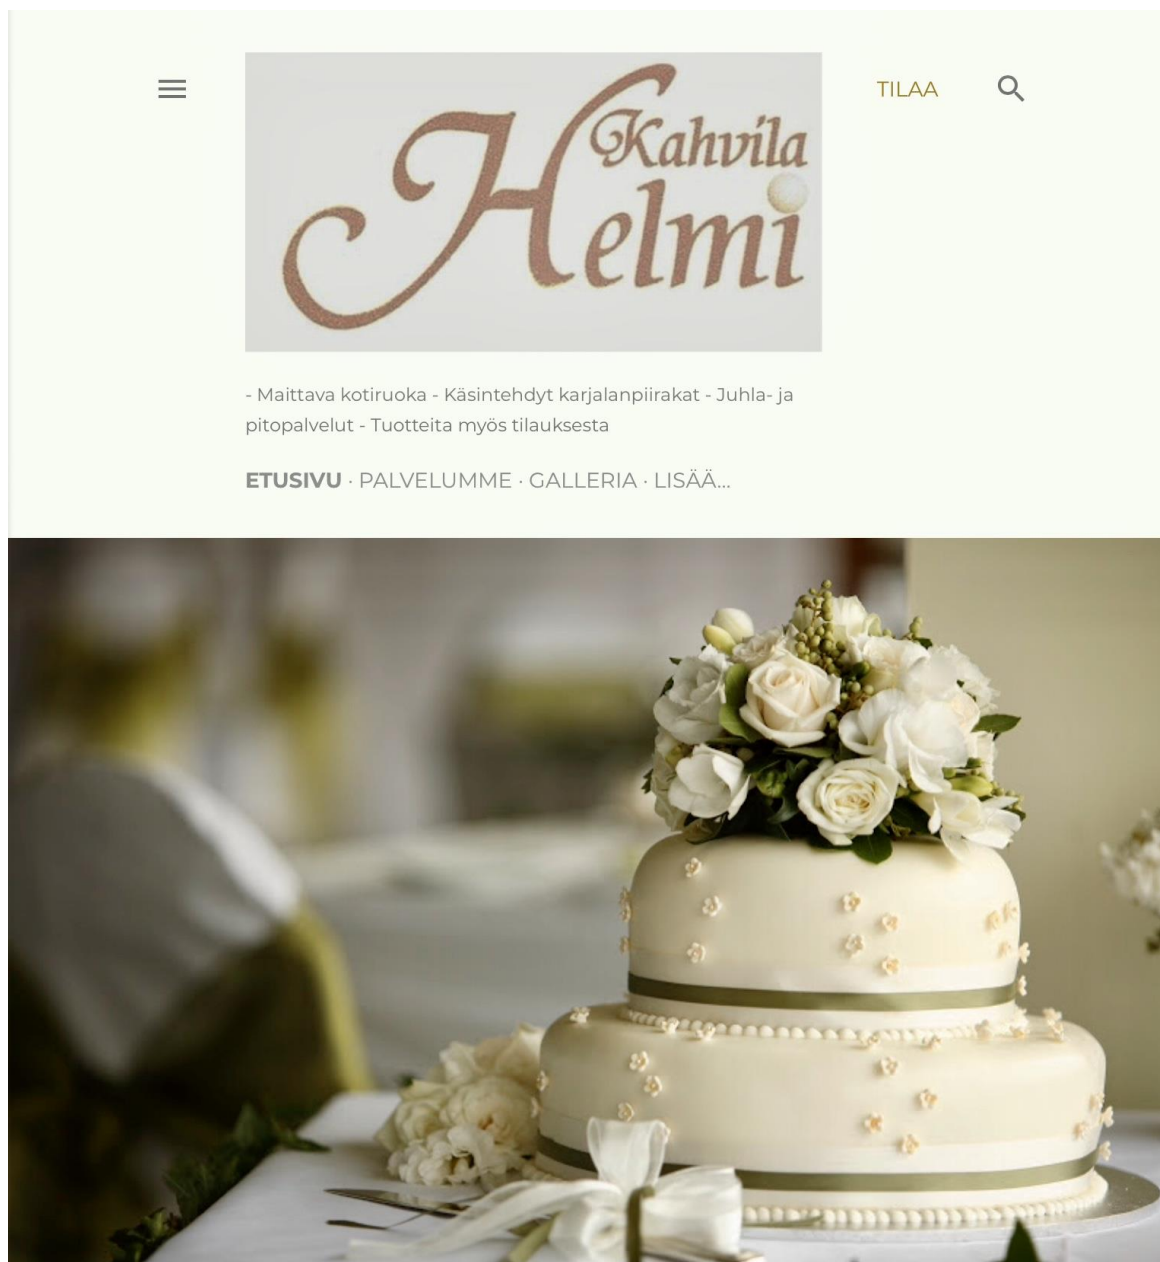 Kahvila
Helmi
TILAA
- Maittava kotiruoka - Käsintehdyt karjalanpiirakat - Juhla- ja
pitopalvelut - Tuotteita myös tilauksesta
ETUSIVU · PALVELUMME · GALLERIA · LISÄÄ...